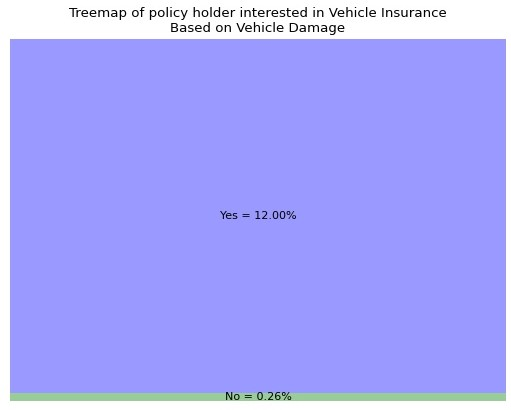 Treemap of policy holder interested in Vehicle Insurance
Based on Vehicle Damage
Yes = 12.00%
No = 0.26%